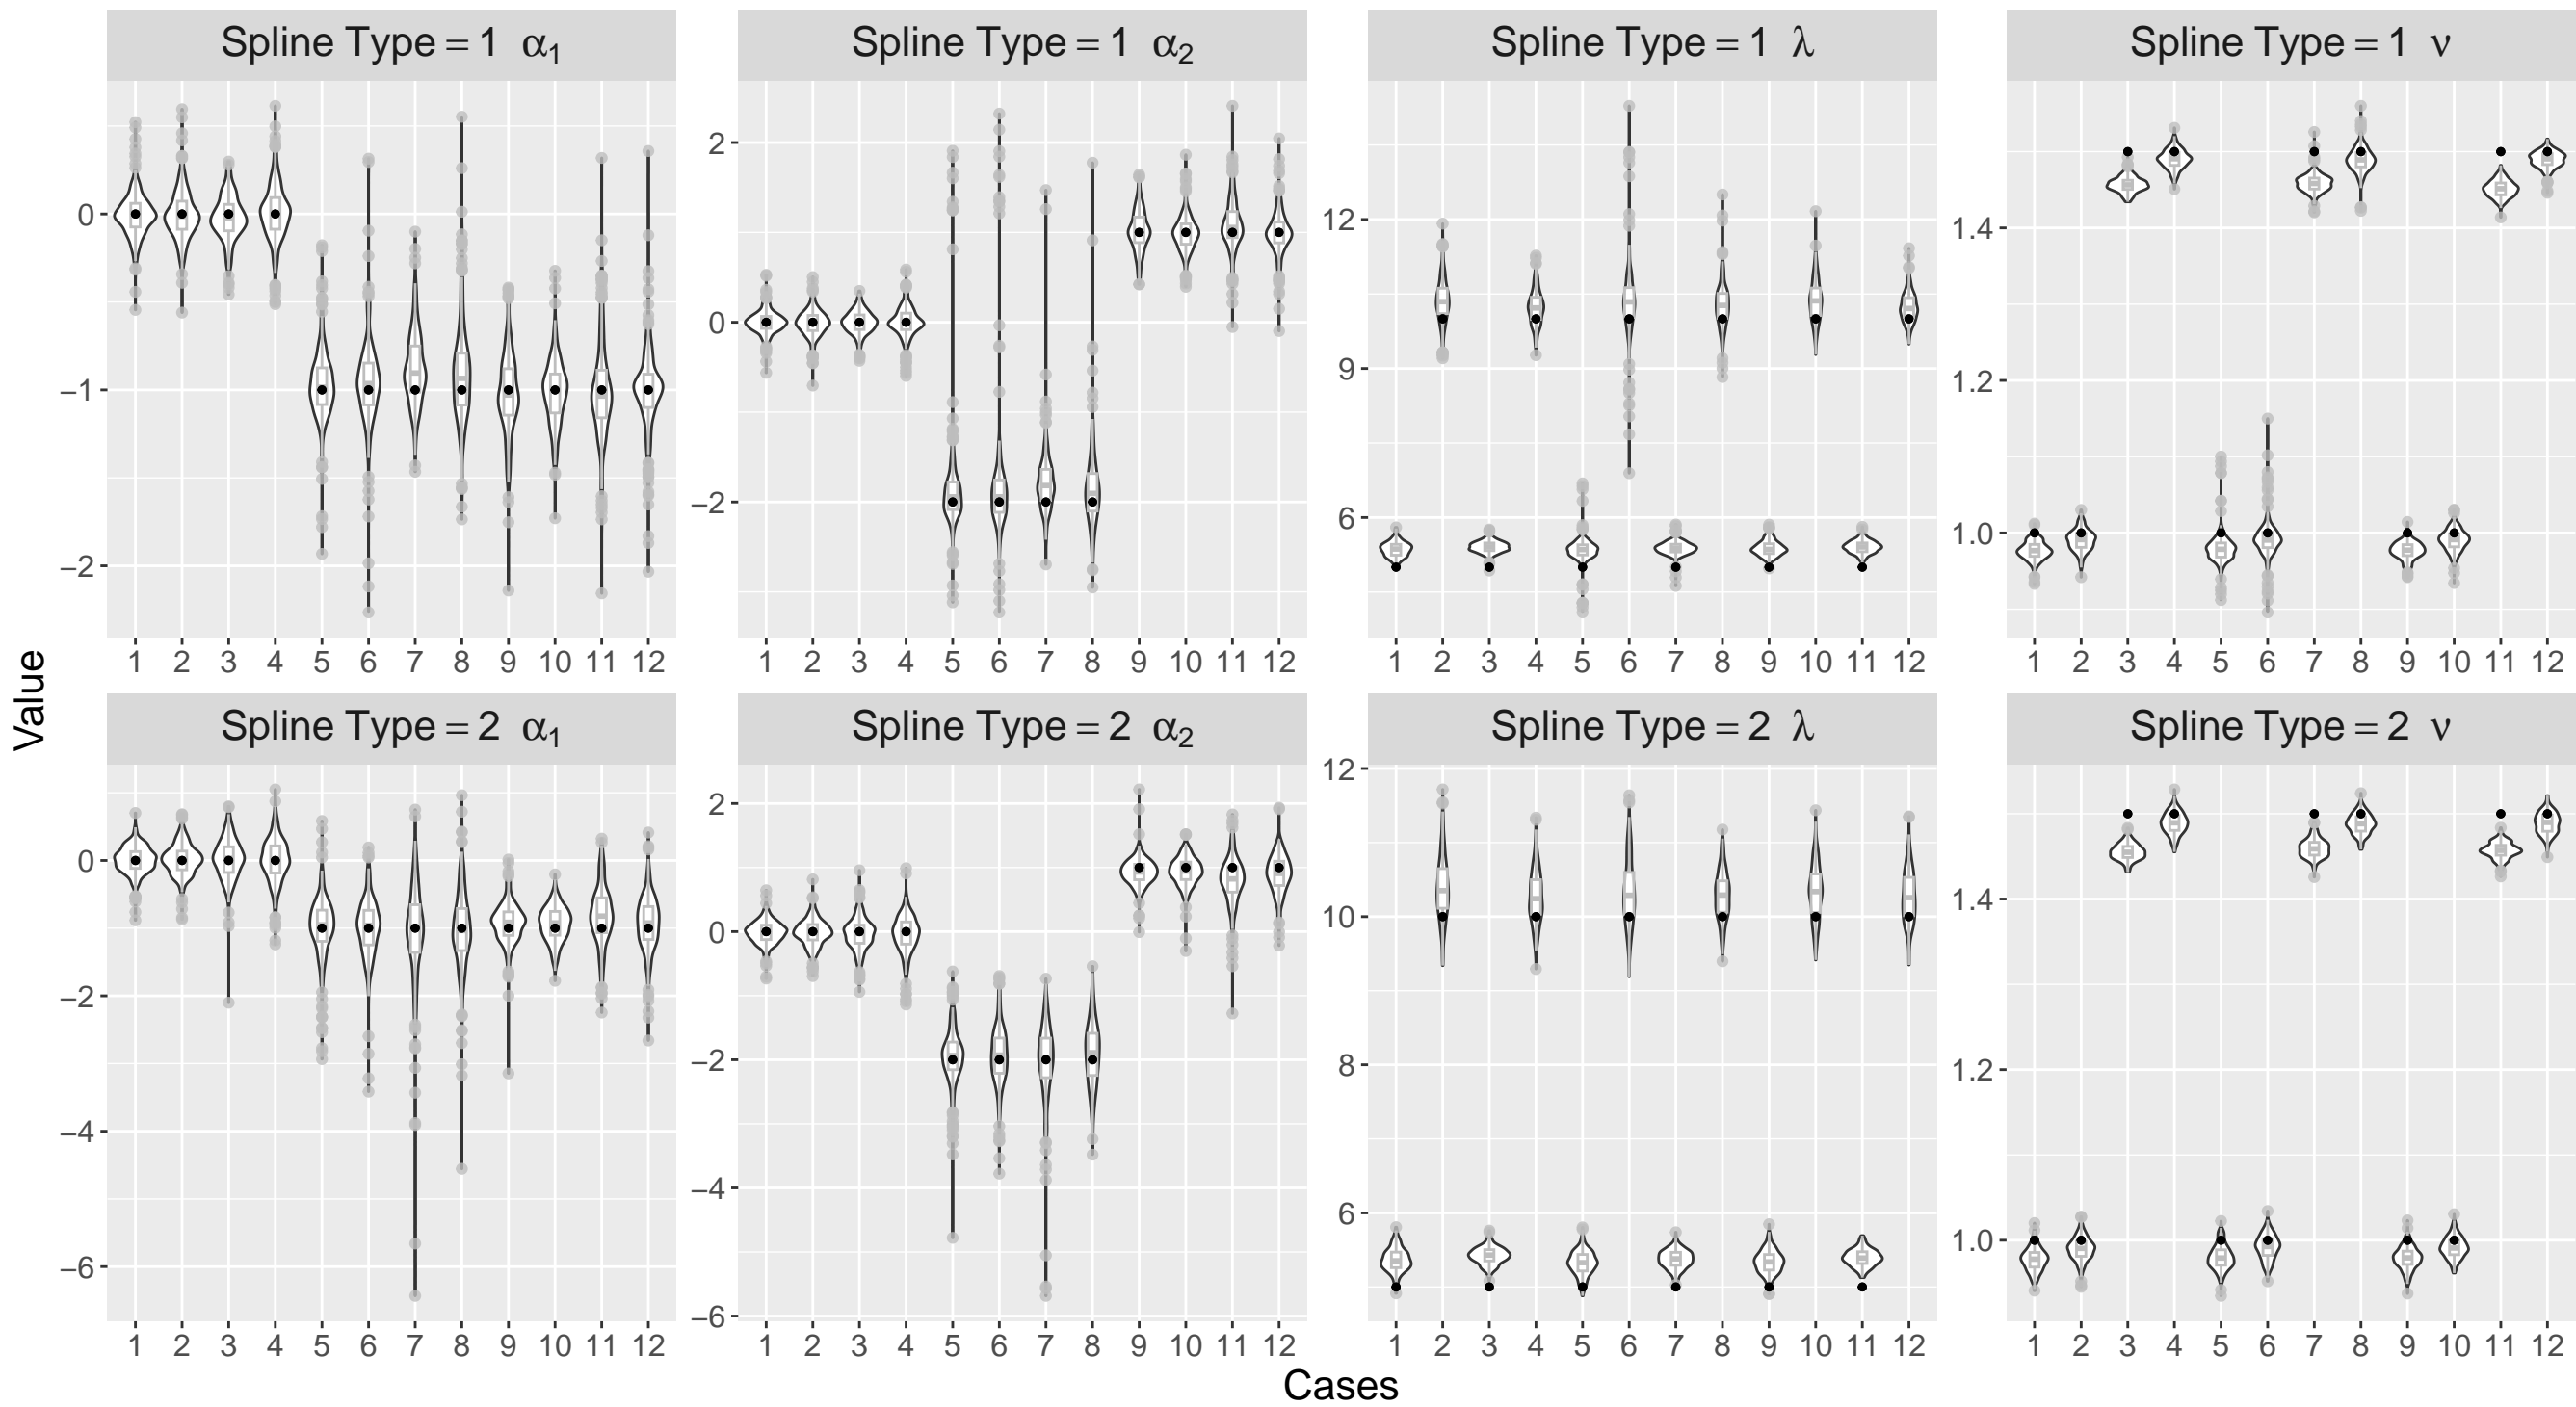 Spline Type = 1 α₁
Spline Type = 1 α₂
Spline Type = 1 λ
Spline Type = 1 ν
0
−1
−2
2
0
−2
12
9
6
1.4
1.2
1.0
1 2 3 4 5 6 7 8 9 10 11 12
1 2 3 4 5 6 7 8 9 10 11 12
1 2 3 4 5 6 7 8 9 10 11 12
1 2 3 4 5 6 7 8 9 10 11 12
Value
Spline Type = 2 α₁
Spline Type = 2 α₂
Spline Type = 2 λ
Spline Type = 2 ν
0
−2
−4
−6
2
0
−2
−4
−6
12
10
8
6
1.4
1.2
1.0
1 2 3 4 5 6 7 8 9 10 11 12
1 2 3 4 5 6 7 8 9 10 11 12
1 2 3 4 5 6 7 8 9 10 11 12
1 2 3 4 5 6 7 8 9 10 11 12
Cases